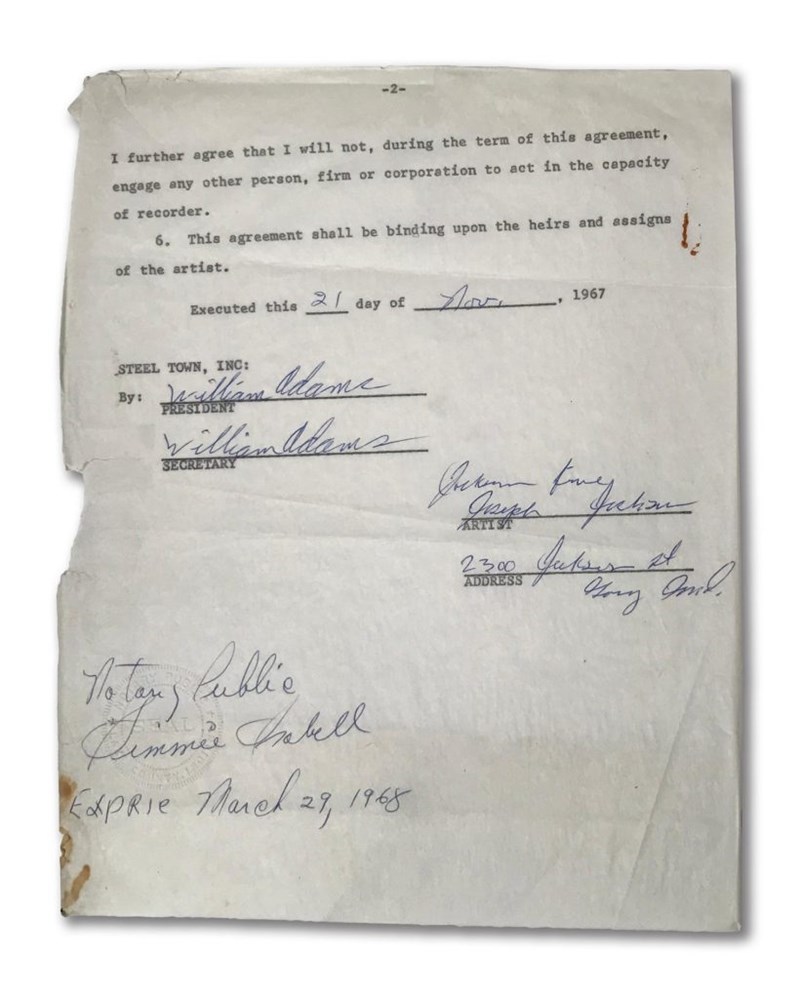 -2-
I further agree that I will not, during the term of this agreement,
engage any other person, firm or corporation to act in the capacity
of recorder.
6. This agreement shall be binding upon the heirs and assigns
of the artist.
Executed this 21 day of Nov. , 1967
STEEL TOWN, INC:
By: William Adams
PRESIDENT
William Adams
SECRETARY
Jackson Five
Joseph Jackson
ARTIST
2300 Jackson St
ADDRESS
Gary Ind.
Notary Public
Isabell
EXPRIE March 29, 1968